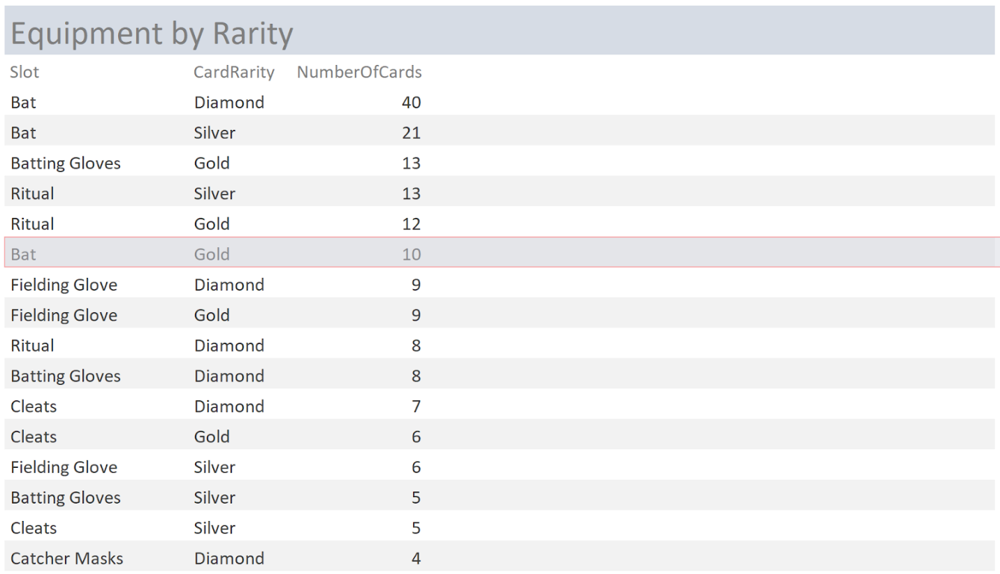 Equipment by Rarity
Slot CardRarity NumberOfCards
Bat Diamond 40
Bat Silver 21
Batting Gloves Gold 13
Ritual Silver 13
Ritual Gold 12
Bat Gold 10
Fielding Glove Diamond 9
Fielding Glove Gold 9
Ritual Diamond 8
Batting Gloves Diamond 8
Cleats Diamond 7
Cleats Gold 6
Fielding Glove Silver 6
Batting Gloves Silver 5
Cleats Silver 5
Catcher Masks Diamond 4